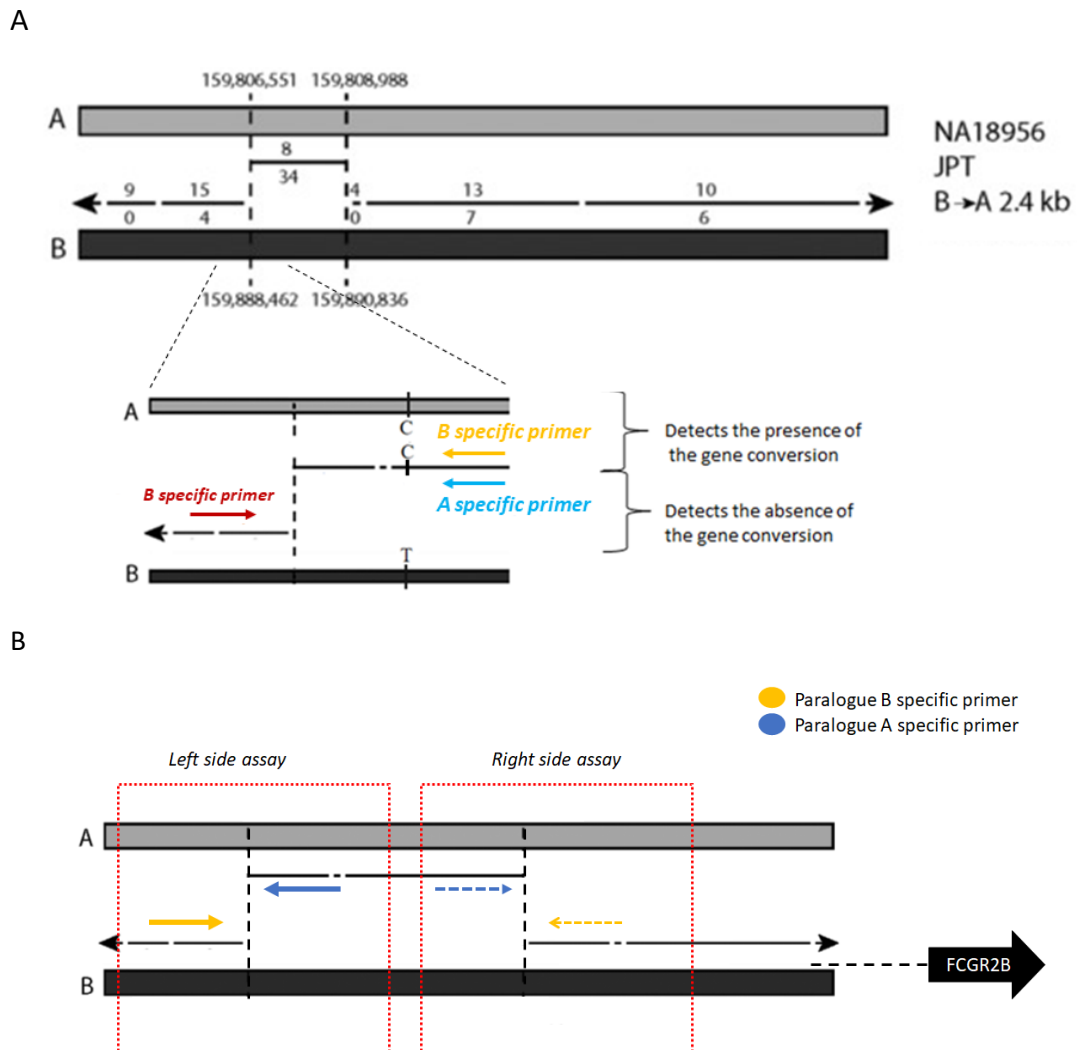 A
159,806,551 159,808,988
A
8
34
NA18956
JPT
B→A 2.4 kb
9 15 4 13 10
0 4 0 7 6
B
159,888,462 159,890,836
A
C
B specific primer
C
Detects the presence of
the gene conversion
B specific primer
A specific primer
Detects the absence of
the gene conversion
T
B
B
Paralogue B specific primer
Paralogue A specific primer
Left side assay Right side assay
A
FCGR2B
B